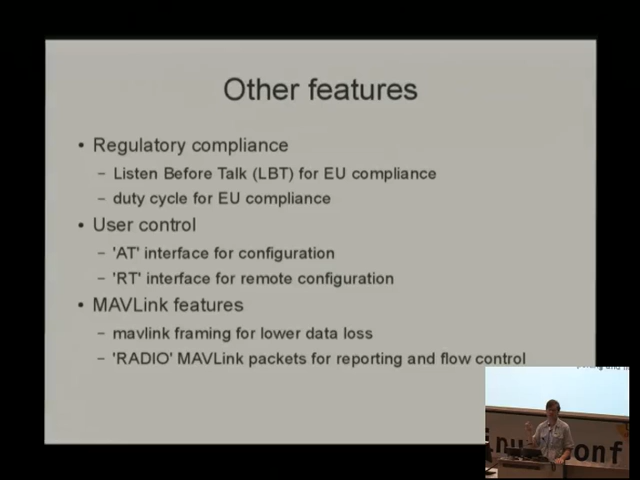 Other features
• Regulatory compliance
– Listen Before Talk (LBT) for EU compliance
– duty cycle for EU compliance
• User control
– 'AT' interface for configuration
– 'RT' interface for remote configuration
• MAVLink features
– mavlink framing for lower data loss
– 'RADIO' MAVLink packets for reporting and flow control
inux
onf